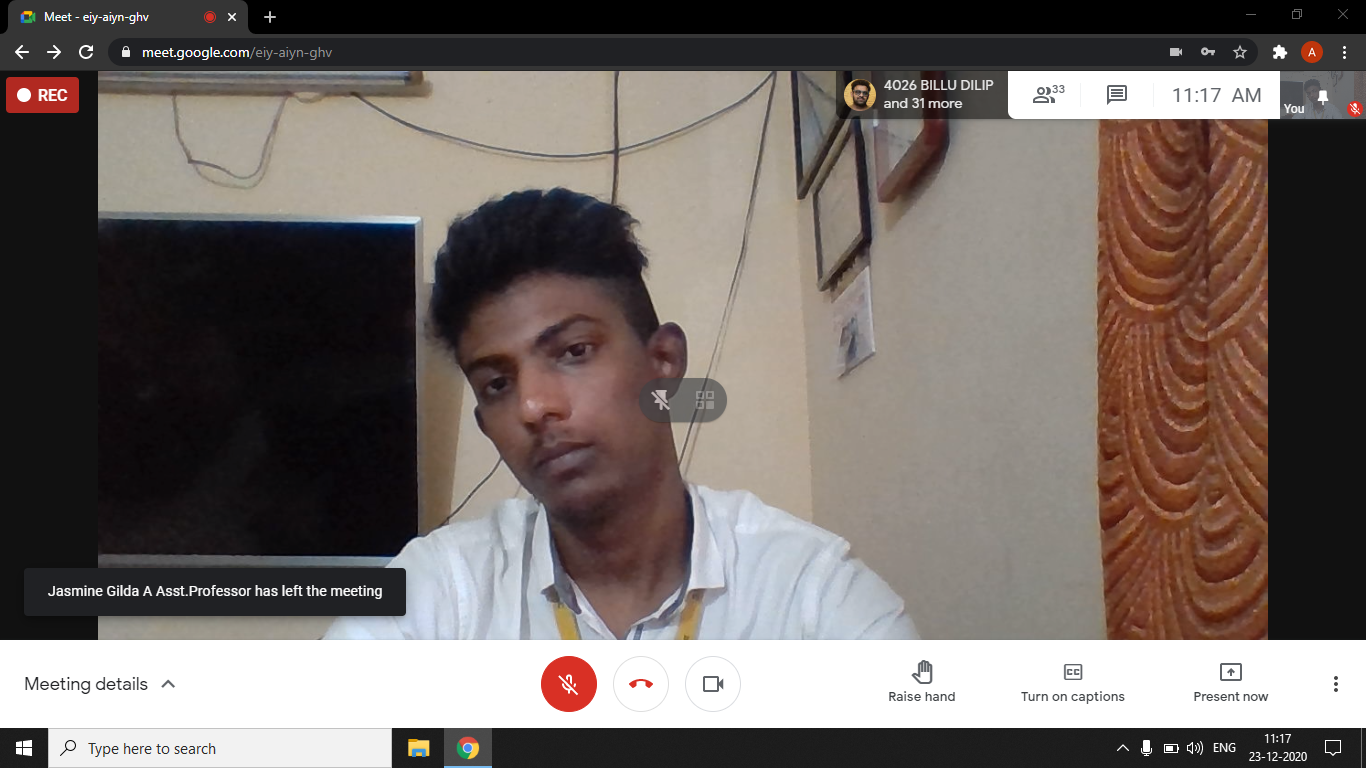 Meet - eiy-aiyn-ghv
meet.google.com/eiy-aiyn-ghv
A
REC
4026 BILLU DILIP
and 31 more
33
11:17 AM
You
Jasmine Gilda A Asst.Professor has left the meeting
Meeting details
CC
Raise hand
Turn on captions
Present now
Type here to search
ENG
11:17
23-12-2020